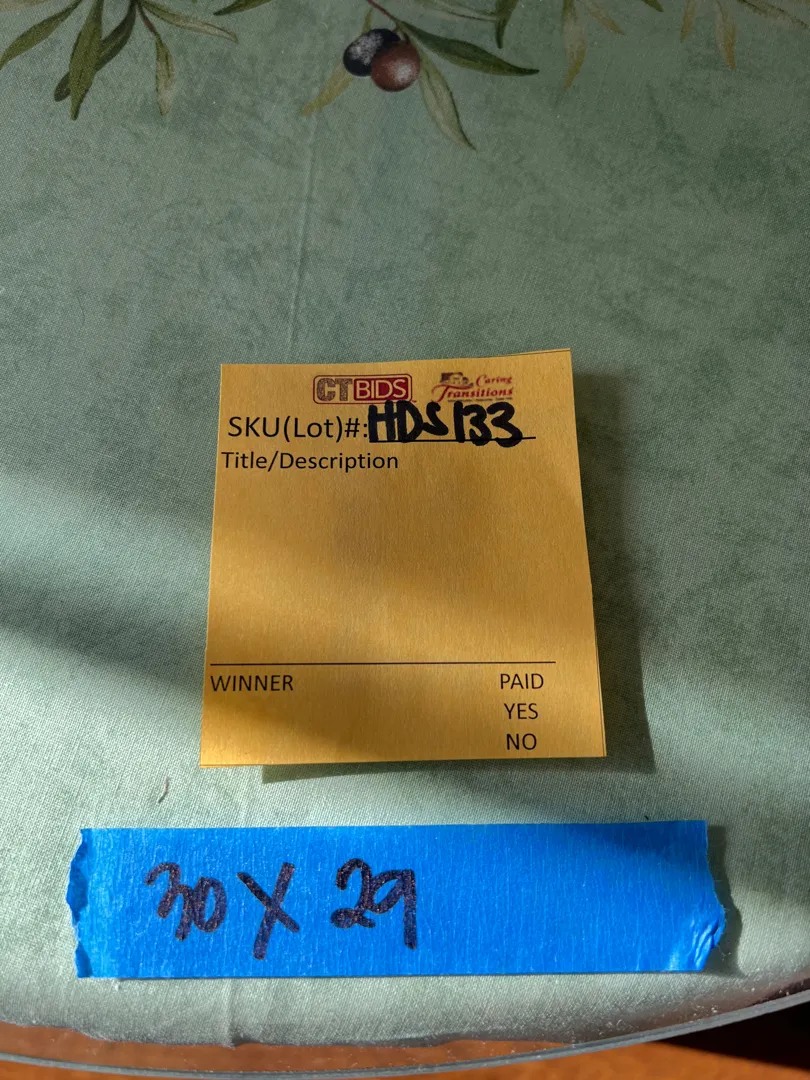 CTBIDS Caring Transitions
SKU(Lot)#: HDS133
Title/Description
WINNER PAID
YES
NO
30 X 29